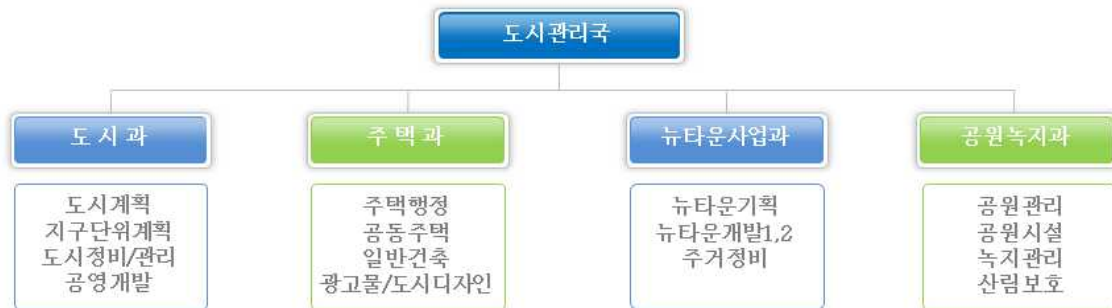 도시관리국
도 시 과
주 택 과
뉴타운사업과
공원녹지과
도시계획
지구단위계획
도시정비/관리
공영개발
주택행정
공동주택
일반건축
광고물/도시디자인
뉴타운기획
뉴타운개발1,2
주거정비
공원관리
공원시설
녹지관리
산림보호